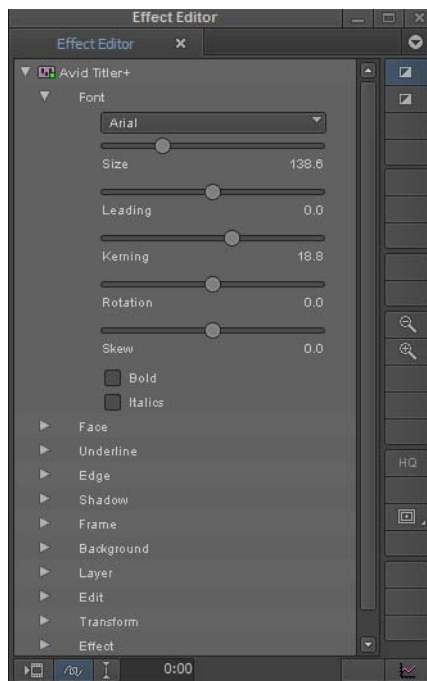 Effect Editor
Effect Editor
Avid Titler+
Font
Arial
Size 138.6
Leading 0.0
Kerning 18.8
Rotation 0.0
Skew 0.0
Bold
Italics
Face
Underline
Edge
HQ
Shadow
Frame
Background
Layer
Edit
Transform
Effect
0:00